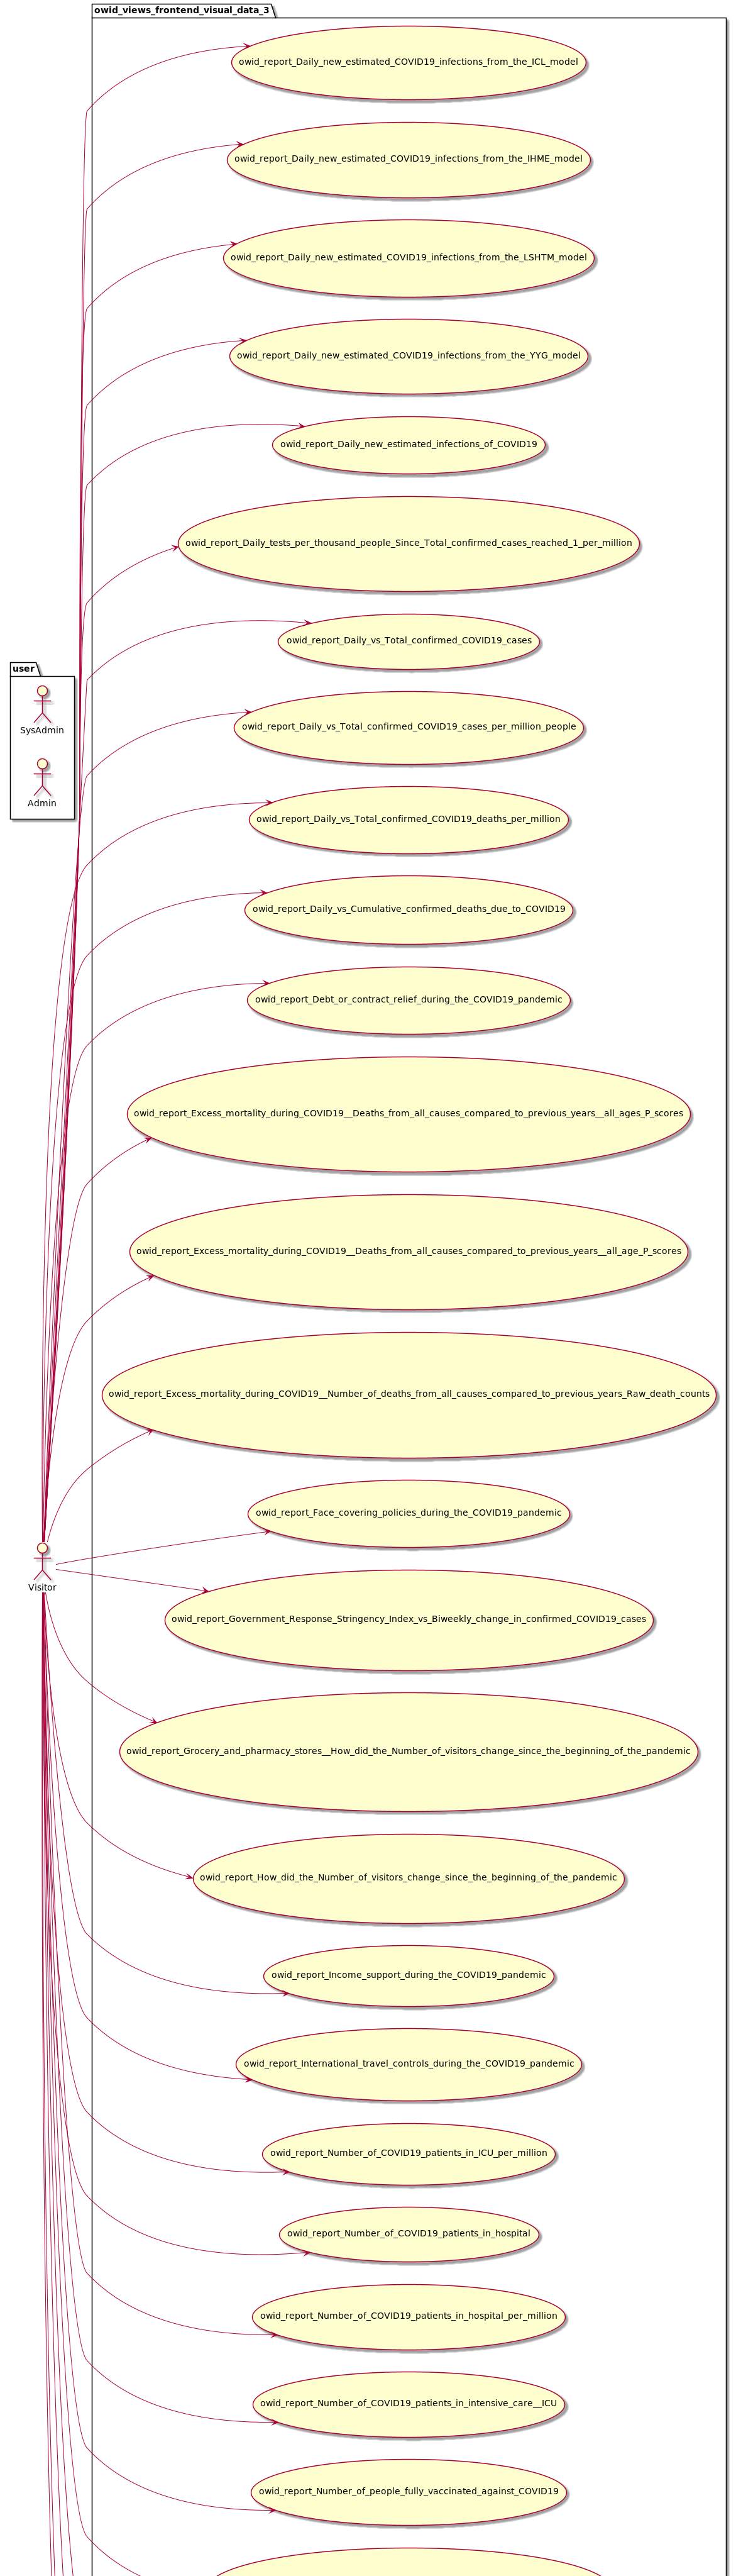 owid_views_frontend_visual_data_3
owid_report_Daily_new_estimated_COVID19_infections_from_the_ICL_model
owid_report_Daily_new_estimated_COVID19_infections_from_the_IHME_model
owid_report_Daily_new_estimated_COVID19_infections_from_the_LSHTM_model
owid_report_Daily_new_estimated_COVID19_infections_from_the_YYG_model
owid_report_Daily_new_estimated_infections_of_COVID19
owid_report_Daily_tests_per_thousand_people_Since_Total_confirmed_cases_reached_1_per_million
owid_report_Daily_vs_Total_confirmed_COVID19_cases
user
SysAdmin
owid_report_Daily_vs_Total_confirmed_COVID19_cases_per_million_people
Admin
owid_report_Daily_vs_Total_confirmed_COVID19_deaths_per_million
owid_report_Daily_vs_Cumulative_confirmed_deaths_due_to_COVID19
owid_report_Debt_or_contract_relief_during_the_COVID19_pandemic
owid_report_Excess_mortality_during_COVID19__Deaths_from_all_causes_compared_to_previous_years__all_ages_P_scores
owid_report_Excess_mortality_during_COVID19__Deaths_from_all_causes_compared_to_previous_years__all_age_P_scores
owid_report_Excess_mortality_during_COVID19__Number_of_deaths_from_all_causes_compared_to_previous_years_Raw_death_counts
owid_report_Face_covering_policies_during_the_COVID19_pandemic
Visitor
owid_report_Government_Response_Stringency_Index_vs_Biweekly_change_in_confirmed_COVID19_cases
owid_report_Grocery_and_pharmacy_stores__How_did_the_Number_of_visitors_change_since_the_beginning_of_the_pandemic
owid_report_How_did_the_Number_of_visitors_change_since_the_beginning_of_the_pandemic
owid_report_Income_support_during_the_COVID19_pandemic
owid_report_International_travel_controls_during_the_COVID19_pandemic
owid_report_Number_of_COVID19_patients_in_ICU_per_million
owid_report_Number_of_COVID19_patients_in_hospital
owid_report_Number_of_COVID19_patients_in_hospital_per_million
owid_report_Number_of_COVID19_patients_in_intensive_care__ICU
owid_report_Number_of_people_fully_vaccinated_against_COVID19